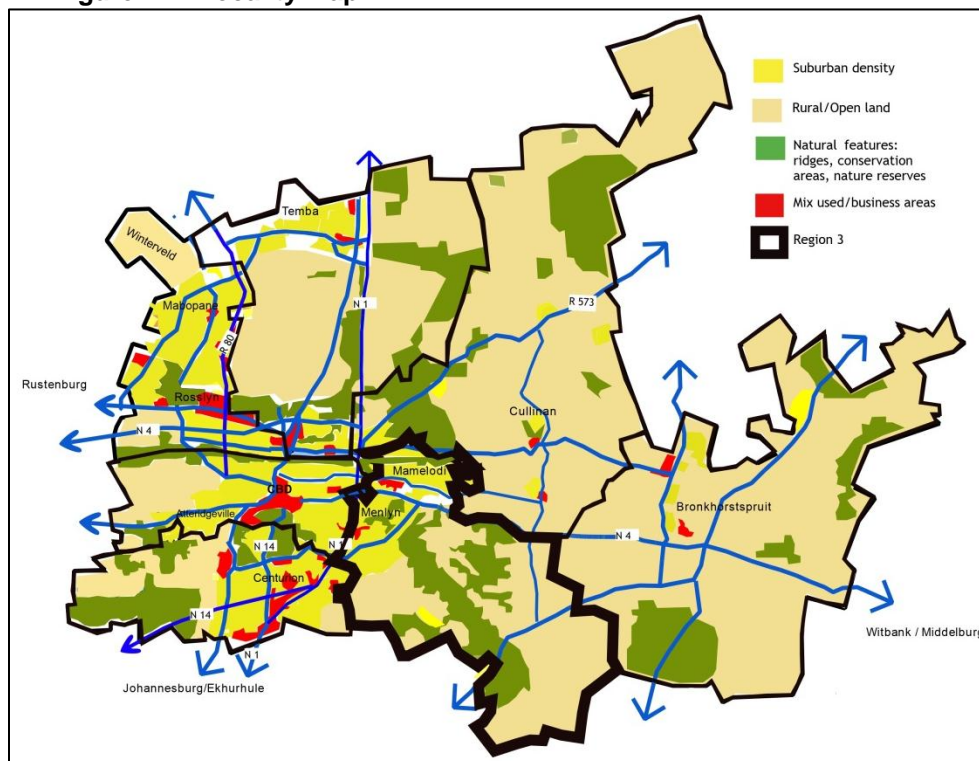 Locality Map
Suburban density
Rural/Open land
Natural features:
ridges, conservation
areas, nature reserves
Mix used/business areas
Region 3
Temba
Winterveld
Mabopane
N 1
R 573
R 80
Rustenburg
Rosslyn
Cullinan
N 4
Mamelodi
CBD
Menlyn
Atteridgeville
Bronkhorstspruit
N 4
N 14
N 1
Centurion
N 14
Witbank / Middelburg
N 1
Johannesburg/Ekhurhule